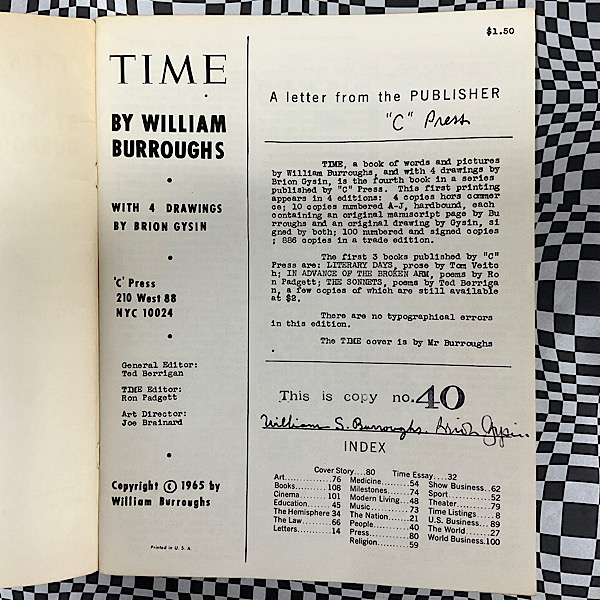 $1.50
TIME
BY WILLIAM
BURROUGHS
WITH 4 DRAWINGS
BY BRION GYSIN
'C' Press
210 West 88
NYC 10024
General Editor:
Ted Berrigan
TIME Editor:
Ron Padgett
Art Director:
Joe Brainard
Copyright © 1965 by
William Burroughs
Printed in U. S. A.
A letter from the PUBLISHER
"C" Press
TIME, a book of words and pictures
by William Burroughs, and with 4 drawings by
Brion Gysin, is the fourth book in a series
published by "C" Press. This first printing
appears in 4 editions: 4 copies hors commer
ce; 10 copies numbered A-J, hardbound, each
containing an original manuscript page by Bu
rroughs and an original drawing by Gysin, si
gned by both; 100 numbered and signed copies
; 886 copies in a trade edition.
The first 3 books published by "C"
Press are: LITERARY DAYS, prose by Tom Veitc
h; IN ADVANCE OF THE BROKEN ARM, poems by Ro
n Padgett; THE SONNETS, poems by Ted Berriga
n, a few copies of which are still available
at $2.
There are no typographical errors
in this edition.
The TIME cover is by Mr Burroughs
This is copy no. 40
William S. Burroughs. Brion Gysin.
INDEX
Cover Story....80 Time Essay....32
Art............76 Medicine.......54 Show Business..62
Books........108 Milestones......74 Sport..........52
Cinema.......101 Modern Living..48 Theater........79
Education......45 Music..........73 Time Listings....8
The Hemisphere 34 The Nation.....21 U.S. Business...89
The Law........66 People.........40 The World......27
Letters........14 Press..........80 World Business.100
Religion.......59